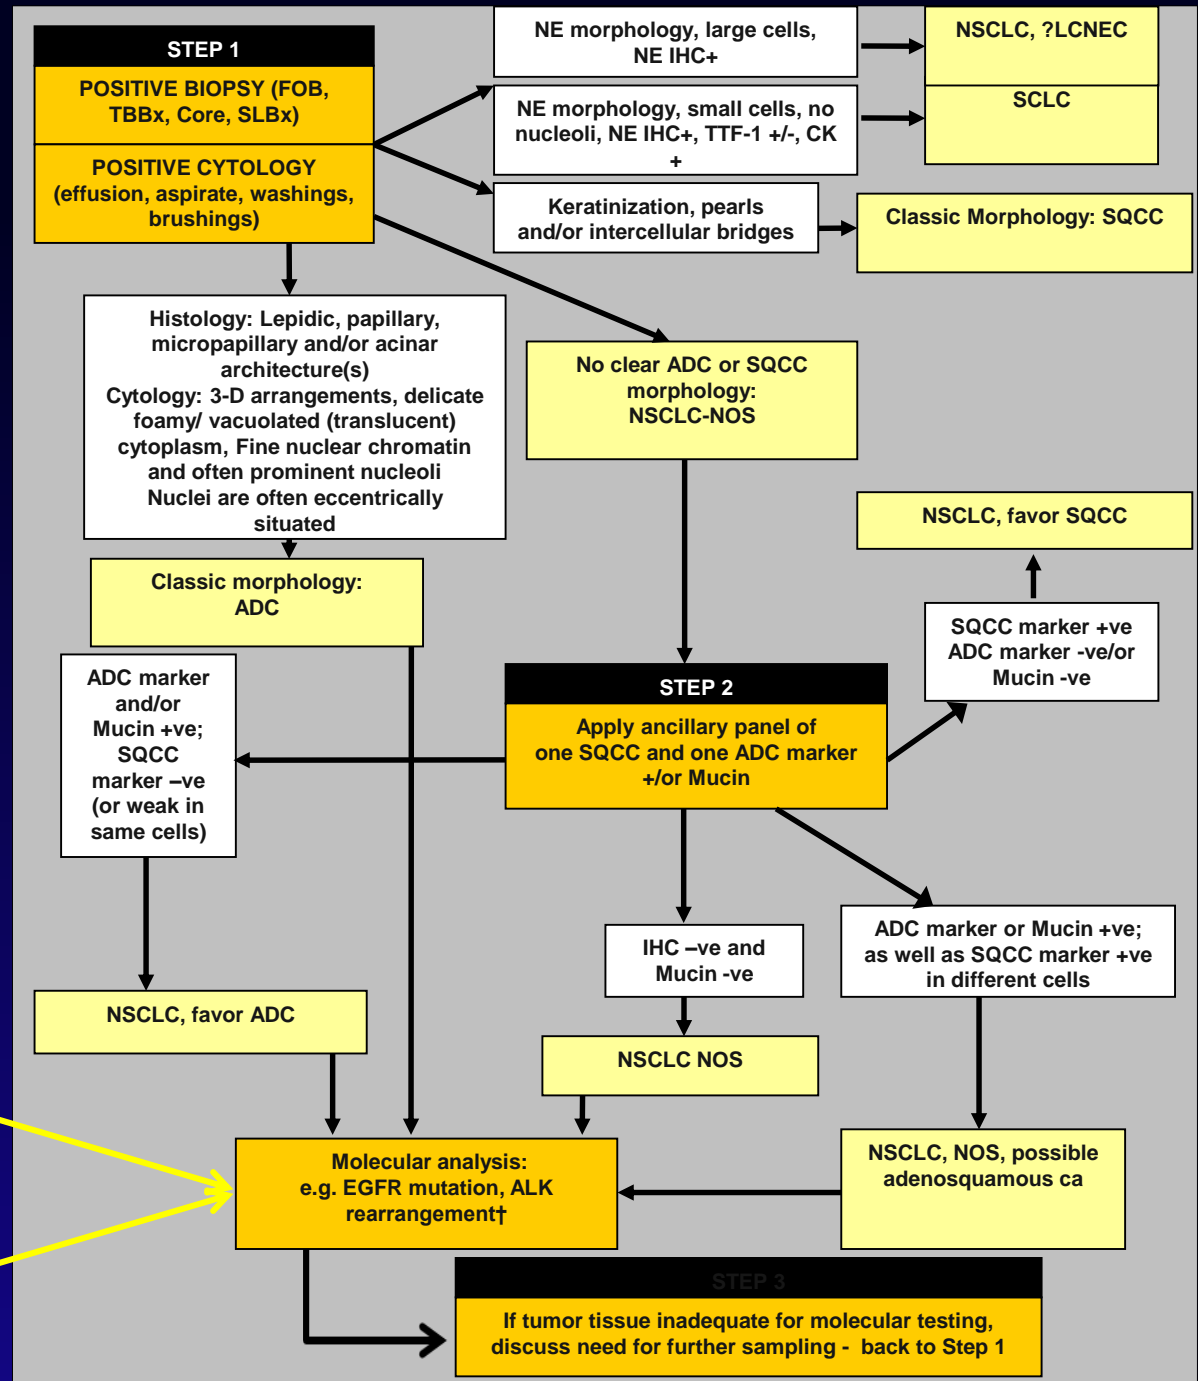 STEP 1
POSITIVE BIOPSY (FOB,
TBBx, Core, SLBx)
POSITIVE CYTOLOGY
(effusion, aspirate, washings,
brushings)
NE morphology, large cells,
NE IHC+
NSCLC, ?LCNEC
NE morphology, small cells, no
nucleoli, NE IHC+, TTF-1 +/-, CK
+
SCLC
Keratinization, pearls
and/or intercellular bridges
Classic Morphology: SQCC
Histology: Lepidic, papillary,
micropapillary and/or acinar
architecture(s)
Cytology: 3-D arrangements, delicate
foamy/ vacuolated (translucent)
cytoplasm, Fine nuclear chromatin
and often prominent nucleoli
Nuclei are often eccentrically
situated
No clear ADC or SQCC
morphology:
NSCLC-NOS
Classic morphology:
ADC
NSCLC, favor SQCC
SQCC marker +ve
ADC marker -ve/or
Mucin -ve
STEP 2
Apply ancillary panel of
one SQCC and one ADC marker
+/or Mucin
ADC marker
and/or
Mucin +ve;
SQCC
marker –ve
(or weak in
same cells)
IHC –ve and
Mucin -ve
ADC marker or Mucin +ve;
as well as SQCC marker +ve
in different cells
NSCLC, favor ADC
NSCLC NOS
NSCLC, NOS, possible
adenosquamous ca
Molecular analysis:
e.g. EGFR mutation, ALK
rearrangement†
STEP 3
If tumor tissue inadequate for molecular testing,
discuss need for further sampling - back to Step 1